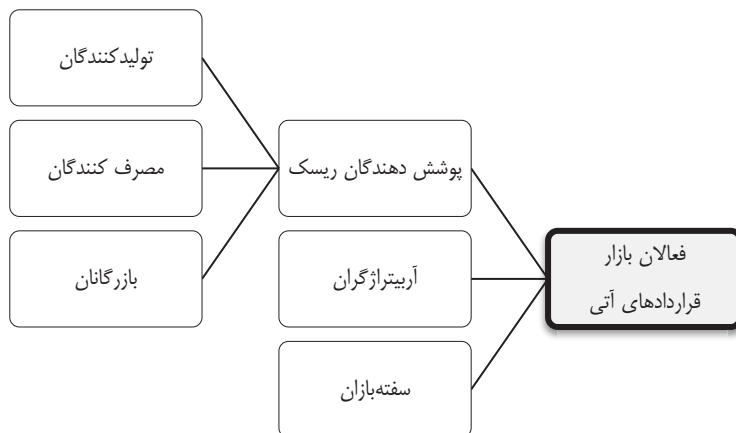 فعالان بازار
قراردادهای آتی
پوشش دهندگان ریسک
آربیتراژگران
سفته‌بازان
تولیدکنندگان
مصرف کنندگان
بازرگانان